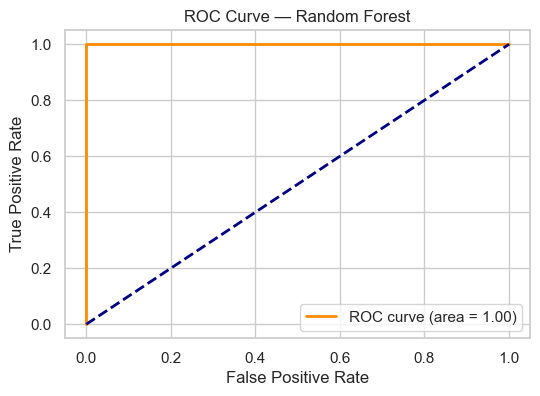 ROC Curve — Random Forest
1.0
0.8
0.6
0.4
0.2
0.0
True Positive Rate
ROC curve (area = 1.00)
0.0 0.2 0.4 0.6 0.8 1.0
False Positive Rate